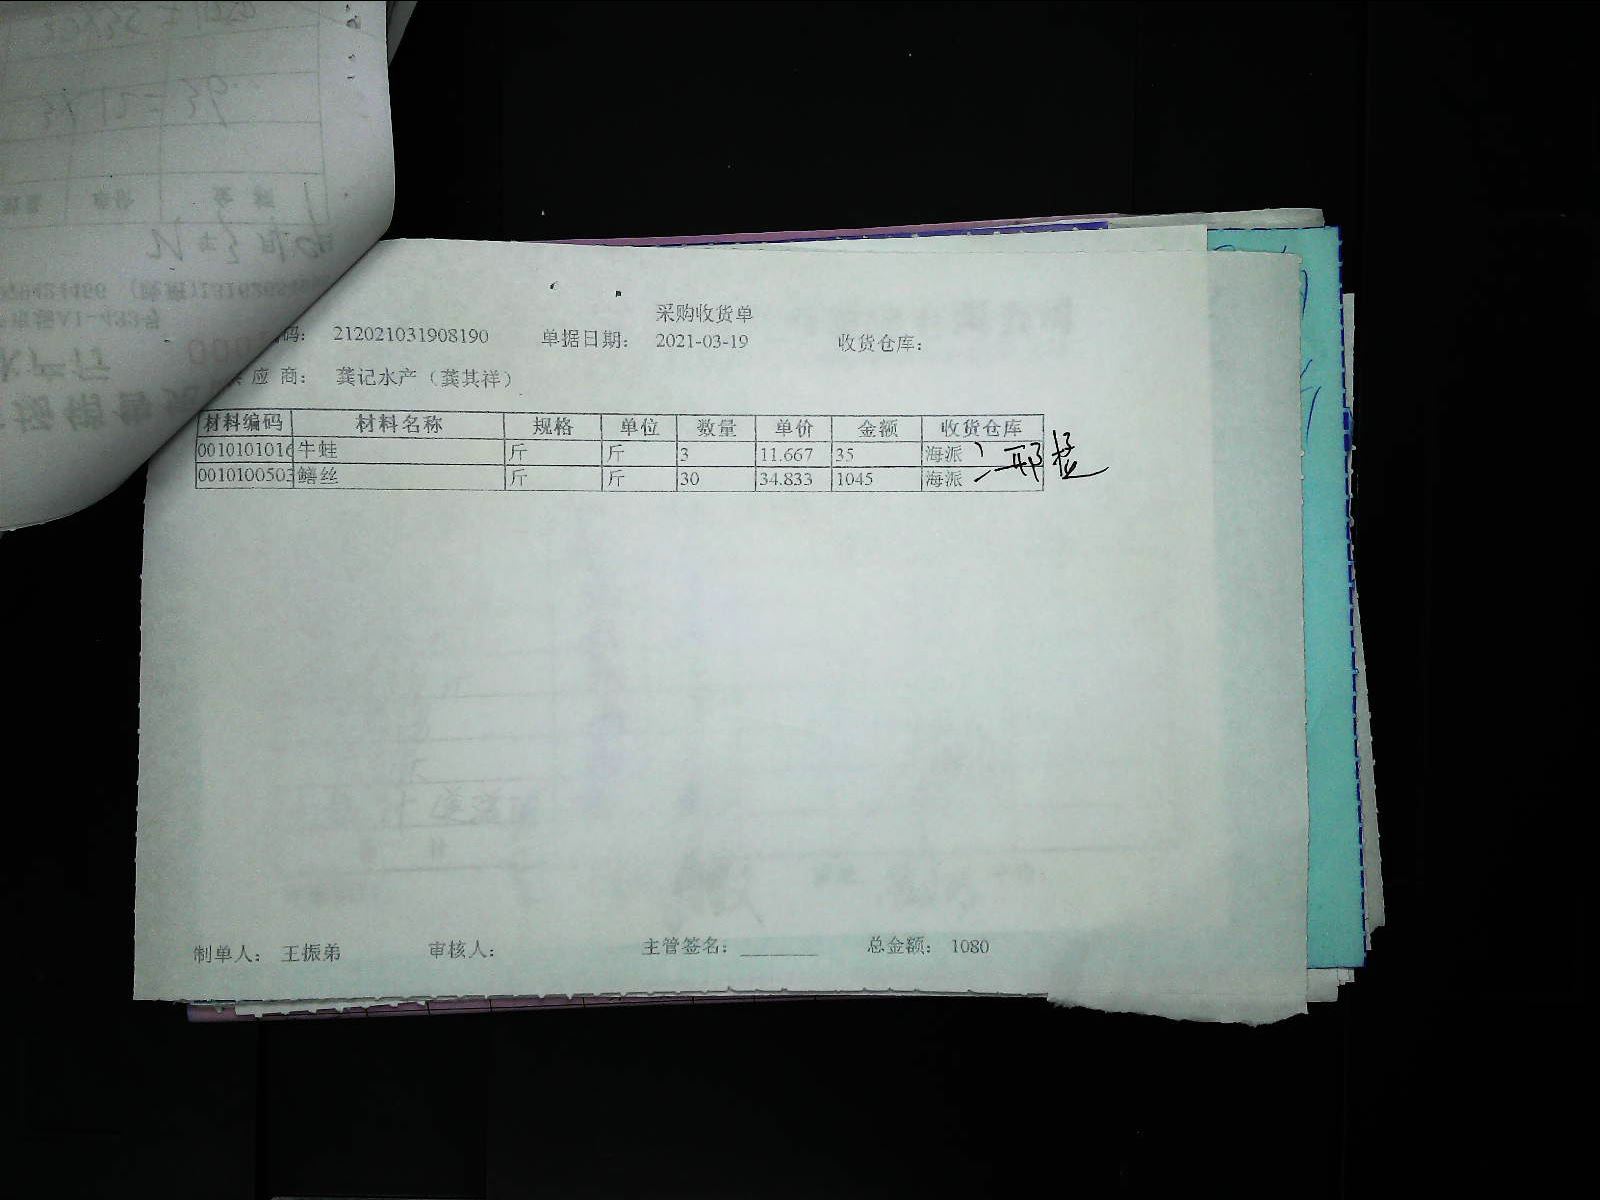 采购收货单
码： 212021031908190 单据日期： 2021-03-19 收货仓库：
应 商： 龚记水产（龚其祥）
材料编码 材料名称 规格 单位 数量 单价 金额 收货仓库
0010101016 牛蛙 斤 斤 3 11.667 35 海派
0010100503 鳝丝 斤 斤 30 34.833 1045 海派
制单人： 王振弟 审核人： 主管签名： ______ 总金额： 1080